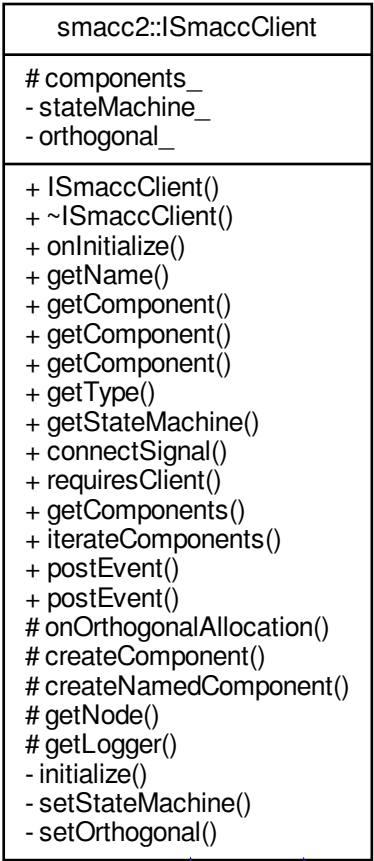 smacc2::ISmaccClient
# components_
- stateMachine_
- orthogonal_
+ ISmaccClient()
+ ~ISmaccClient()
+ onInitialize()
+ getName()
+ getComponent()
+ getComponent()
+ getComponent()
+ getType()
+ getStateMachine()
+ connectSignal()
+ requiresClient()
+ getComponents()
+ iterateComponents()
+ postEvent()
+ postEvent()
# onOrthogonalAllocation()
# createComponent()
# createNamedComponent()
# getNode()
# getLogger()
- initialize()
- setStateMachine()
- setOrthogonal()